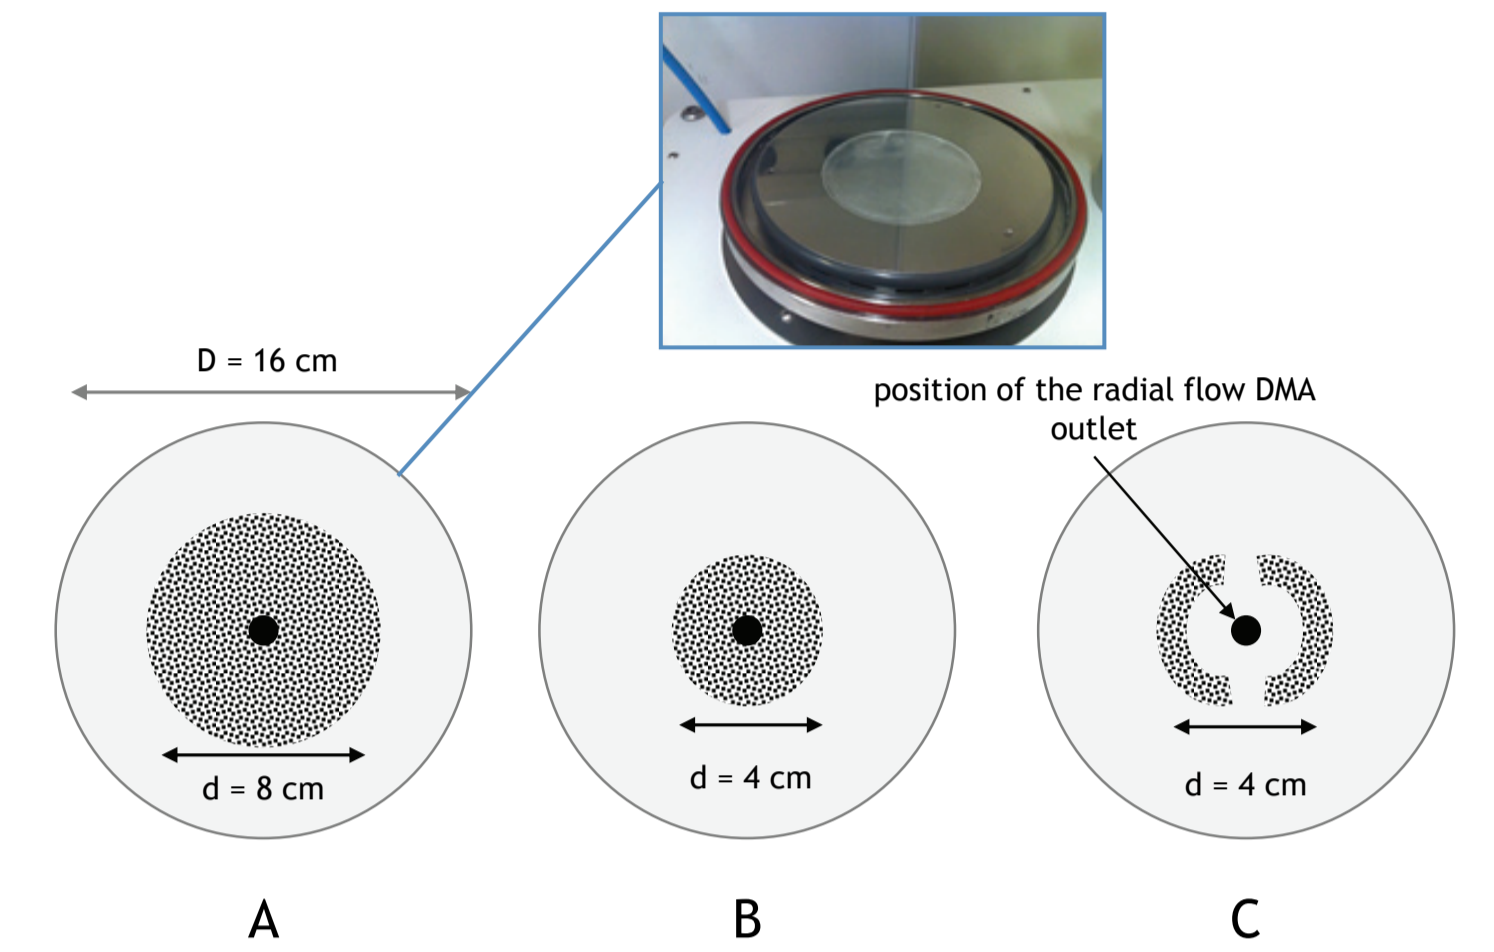 D = 16 cm
position of the radial flow DMA
outlet
d = 8 cm
d = 4 cm
d = 4 cm
A
B
C